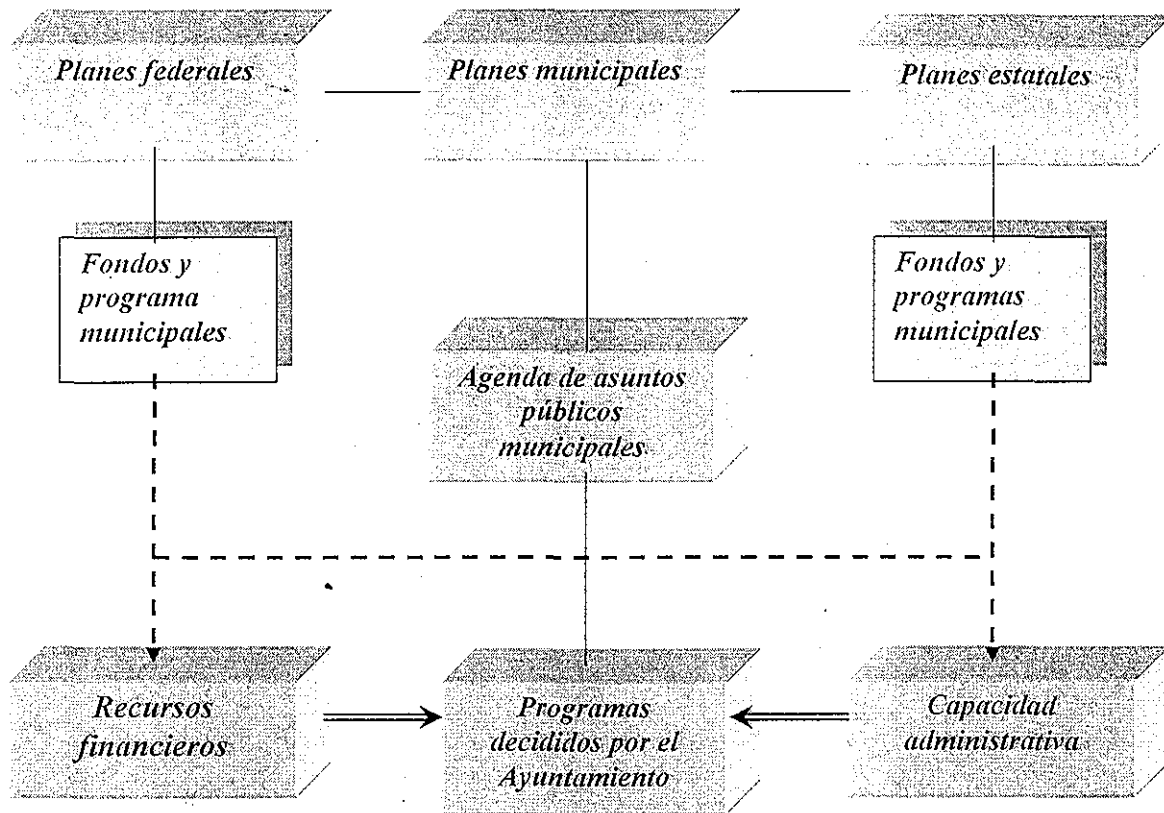 Planes federales
Planes municipales
Planes estatales
Fondos y
programa
municipales
Fondos y
programas
municipales
Agenda de asuntos
públicos
municipales
Recursos
financieros
Programas
decididos por el
Ayuntamiento
Capacidad
administrativa